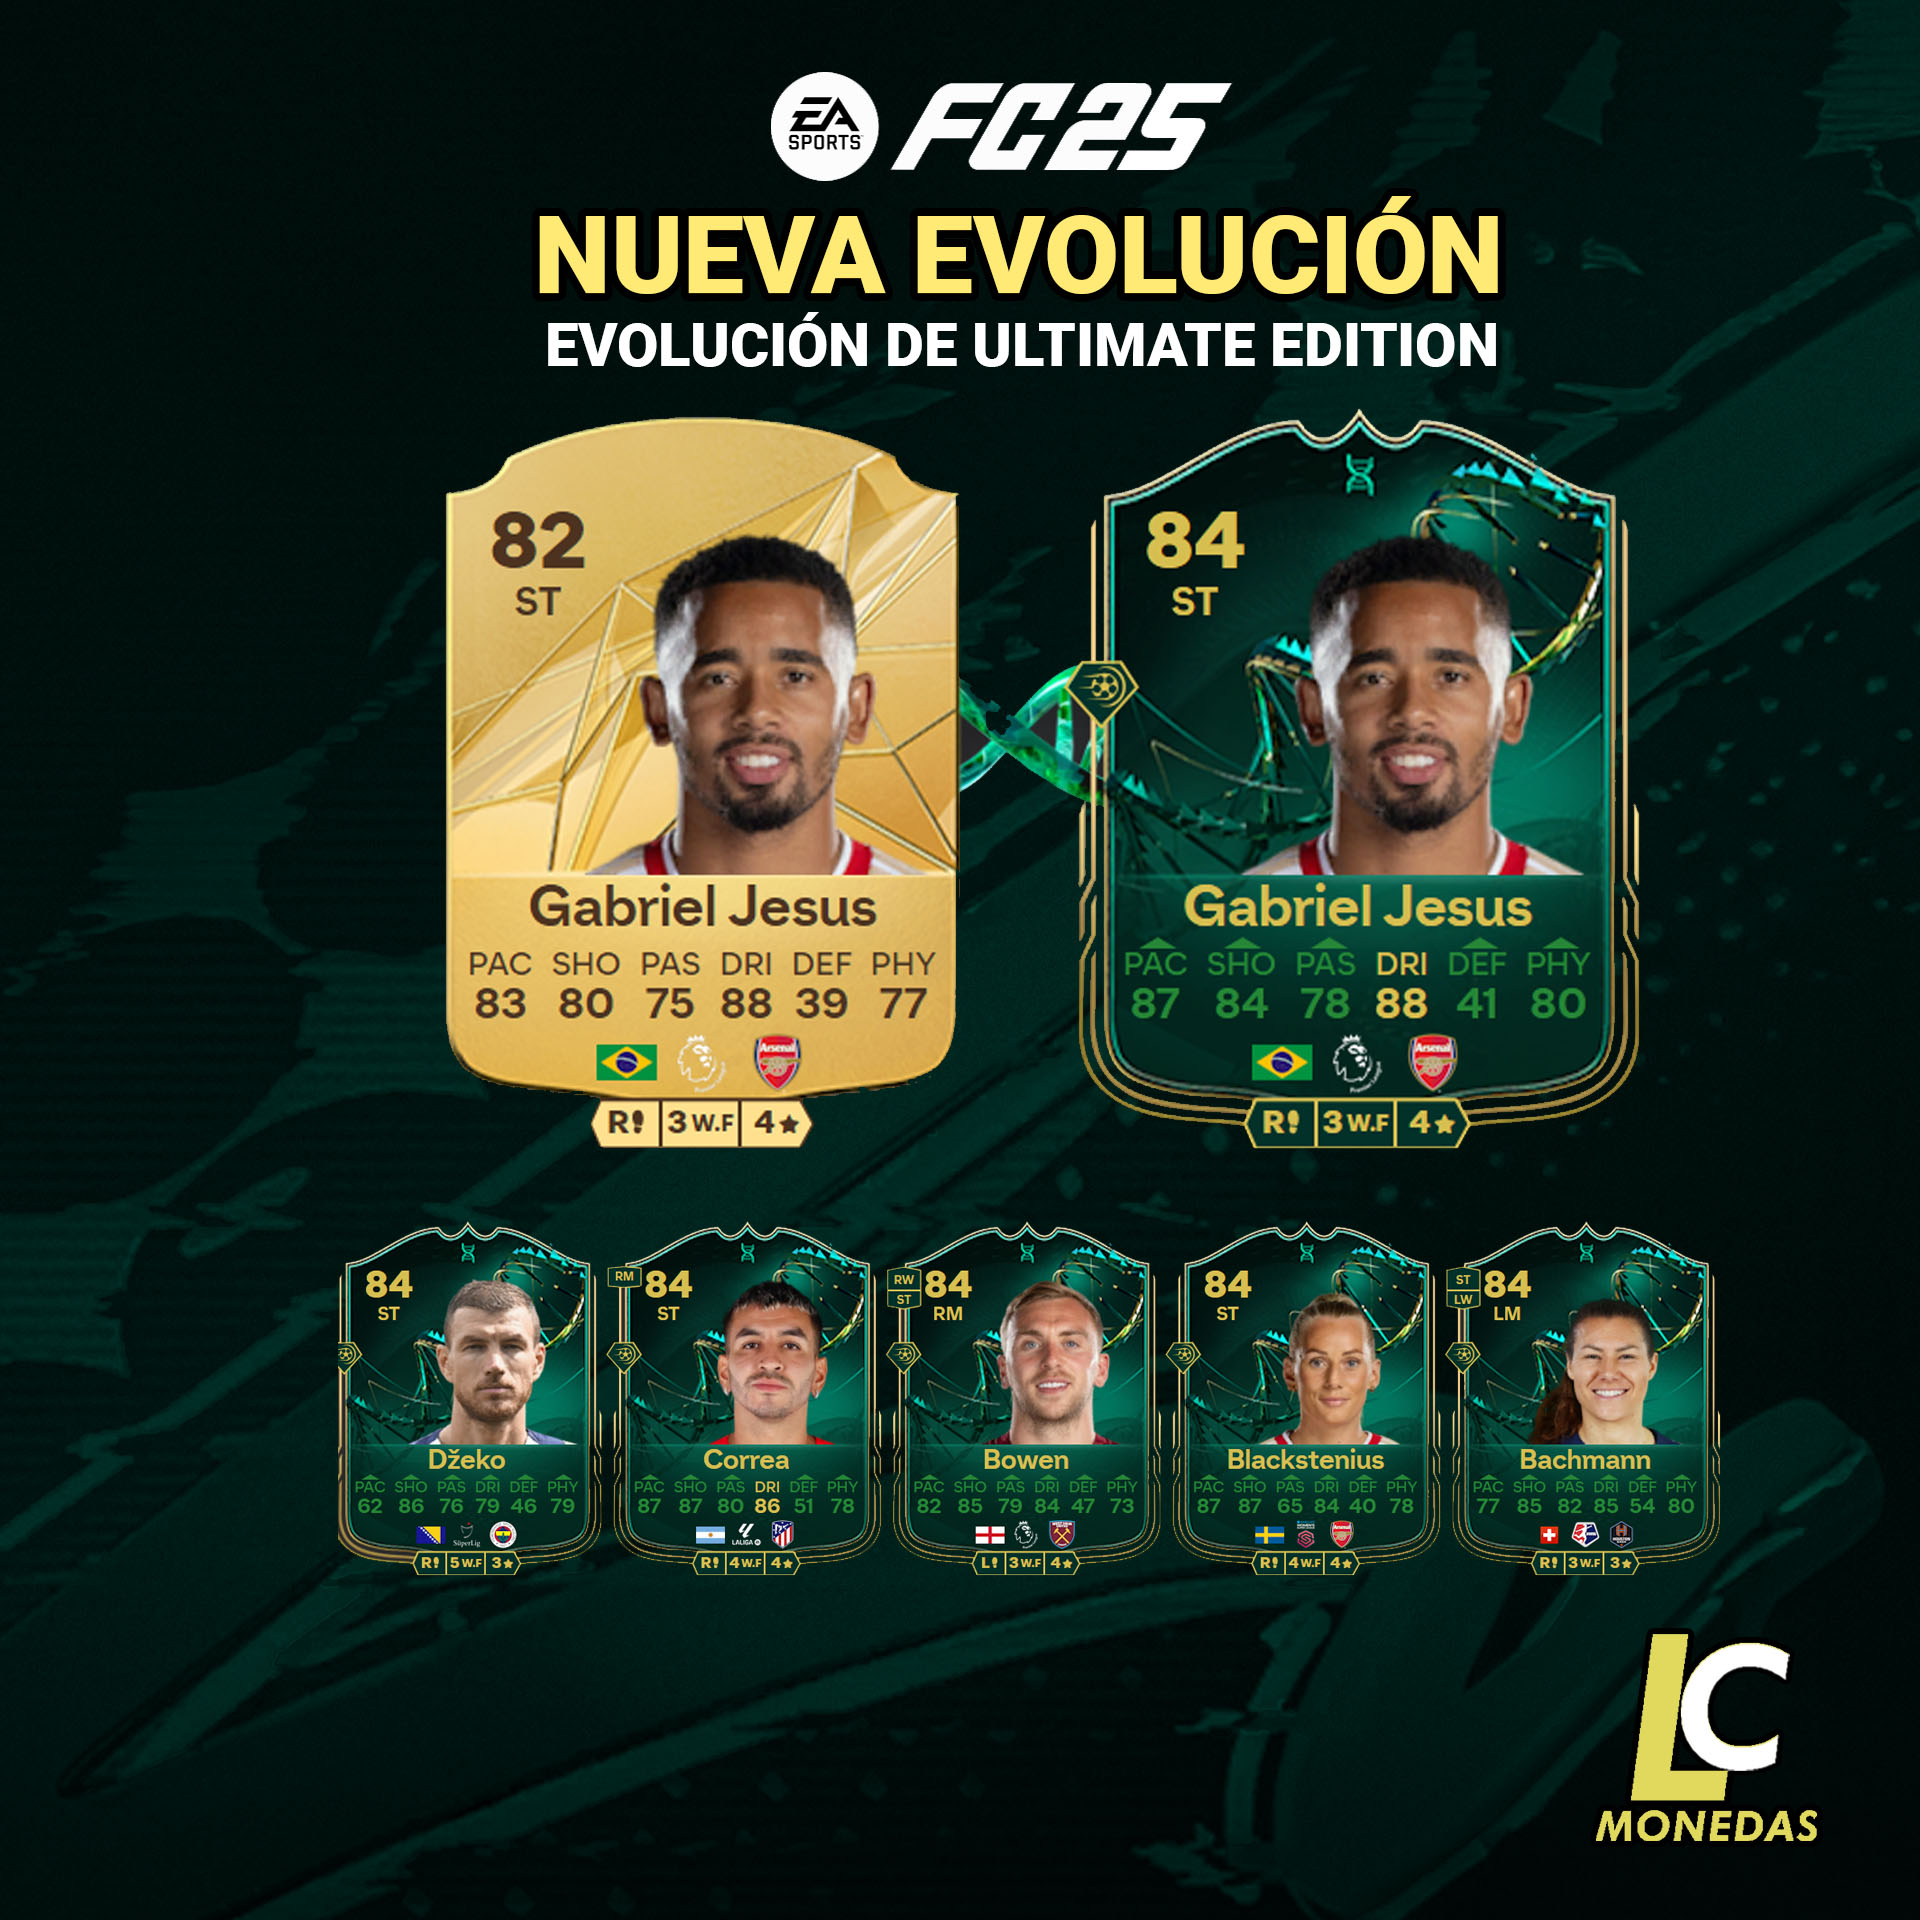 EA
SPORTS
FC25
NUEVA EVOLUCIÓN
EVOLUCIÓN DE ULTIMATE EDITION
82
ST
Gabriel Jesus
PAC SHO PAS DRI DEF PHY
83 80 75 88 39 77
Arsenal
R 3 W.F 4★
84
ST
Gabriel Jesus
PAC SHO PAS DRI DEF PHY
87 84 78 88 41 80
Premier League
Arsenal
R 3 W.F 4★
84
ST
Džeko
PAC SHO PAS DRI DEF PHY
62 86 76 79 46 79
SüperLig
R 5 W.F 3★
RM
84
ST
Correa
PAC SHO PAS DRI DEF PHY
87 87 80 86 51 78
LALIGA
R 4 W.F 4★
RW
ST
84
RM
Bowen
PAC SHO PAS DRI DEF PHY
82 85 79 84 47 73
L 3 W.F 4★
84
ST
Blackstenius
PAC SHO PAS DRI DEF PHY
87 87 65 84 40 78
R 4 W.F 4★
ST
LW
84
LM
Bachmann
PAC SHO PAS DRI DEF PHY
77 85 82 85 54 80
R 3 W.F 3★
LC
MONEDAS